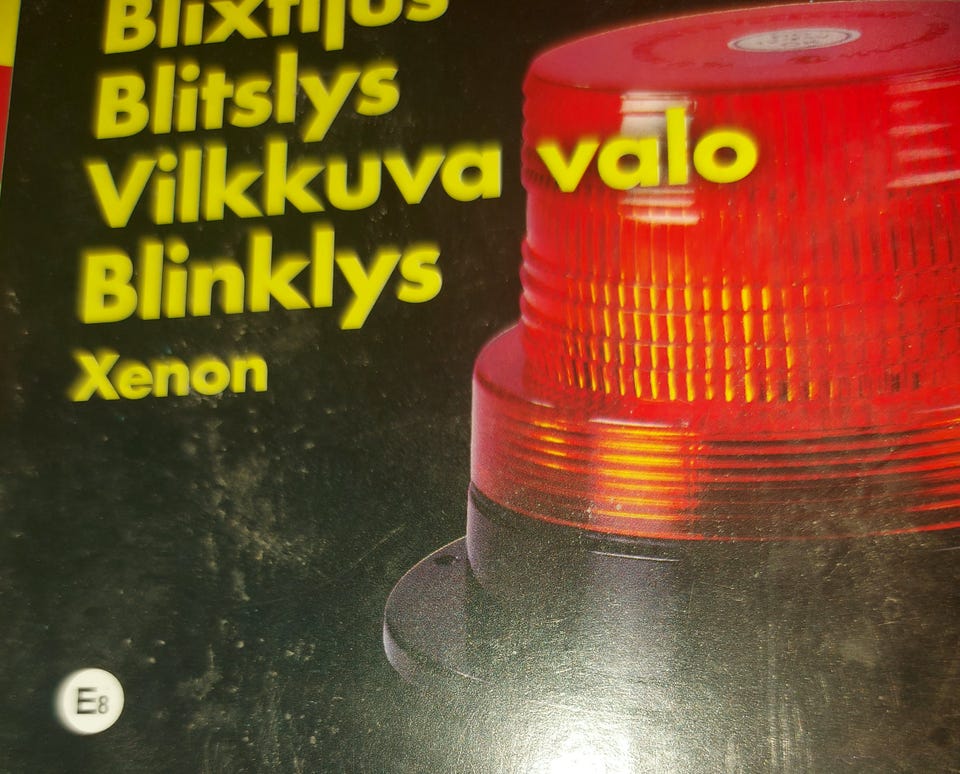 Blixtljus
Blitslys
Vilkkuva valo
Blinklys
Xenon
E8